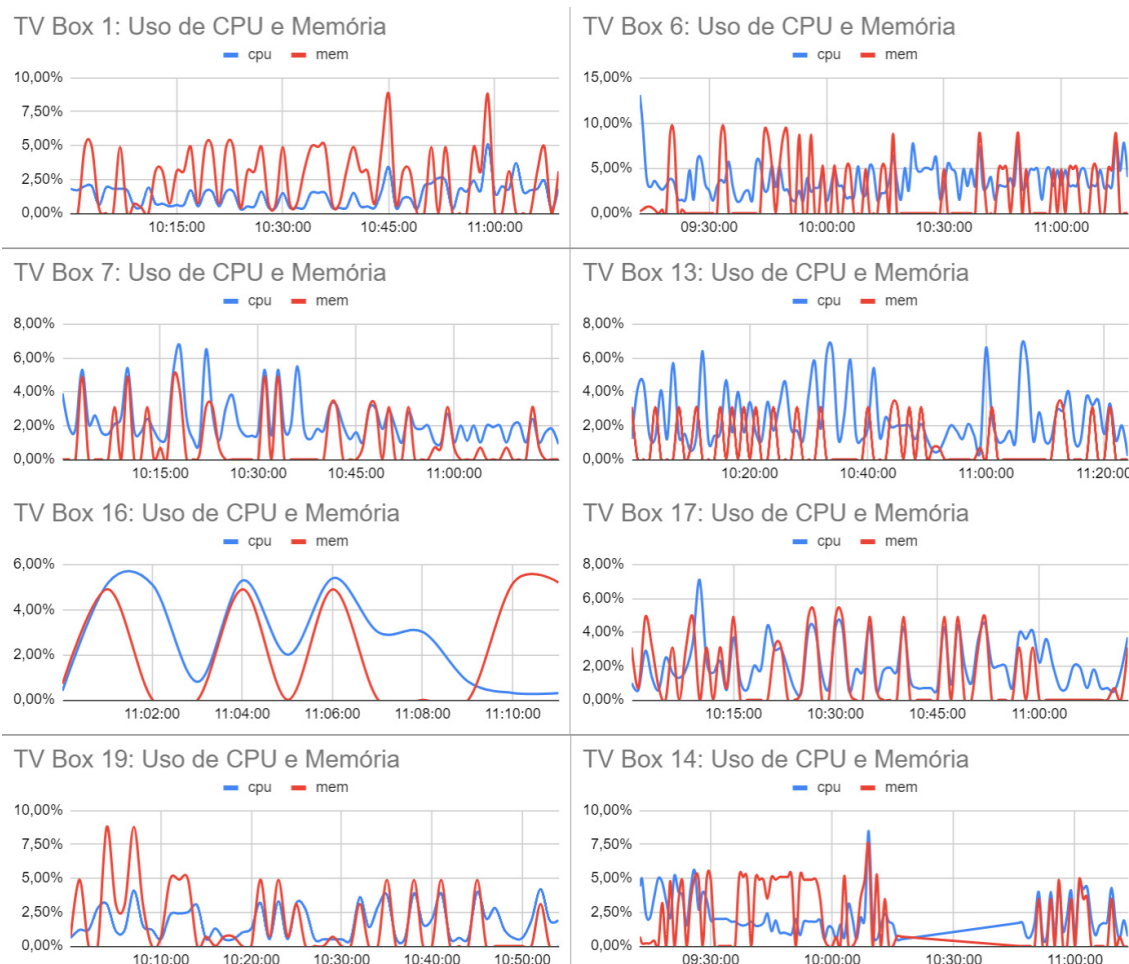 TV Box 1: Uso de CPU e Memória
cpu mem
10,00%
7,50%
5,00%
2,50%
0,00%
10:15:00 10:30:00 10:45:00 11:00:00
TV Box 6: Uso de CPU e Memória
cpu mem
15,00%
10,00%
5,00%
0,00%
09:30:00 10:00:00 10:30:00 11:00:00
TV Box 7: Uso de CPU e Memória
cpu mem
8,00%
6,00%
4,00%
2,00%
0,00%
10:15:00 10:30:00 10:45:00 11:00:00
TV Box 13: Uso de CPU e Memória
cpu mem
8,00%
6,00%
4,00%
2,00%
0,00%
10:20:00 10:40:00 11:00:00 11:20:00
TV Box 16: Uso de CPU e Memória
cpu mem
6,00%
4,00%
2,00%
0,00%
11:02:00 11:04:00 11:06:00 11:08:00 11:10:00
TV Box 17: Uso de CPU e Memória
cpu mem
8,00%
6,00%
4,00%
2,00%
0,00%
10:15:00 10:30:00 10:45:00 11:00:00
TV Box 19: Uso de CPU e Memória
cpu mem
10,00%
7,50%
5,00%
2,50%
0,00%
10:10:00 10:20:00 10:30:00 10:40:00 10:50:00
TV Box 14: Uso de CPU e Memória
cpu mem
10,00%
7,50%
5,00%
2,50%
0,00%
09:30:00 10:00:00 10:30:00 11:00:00